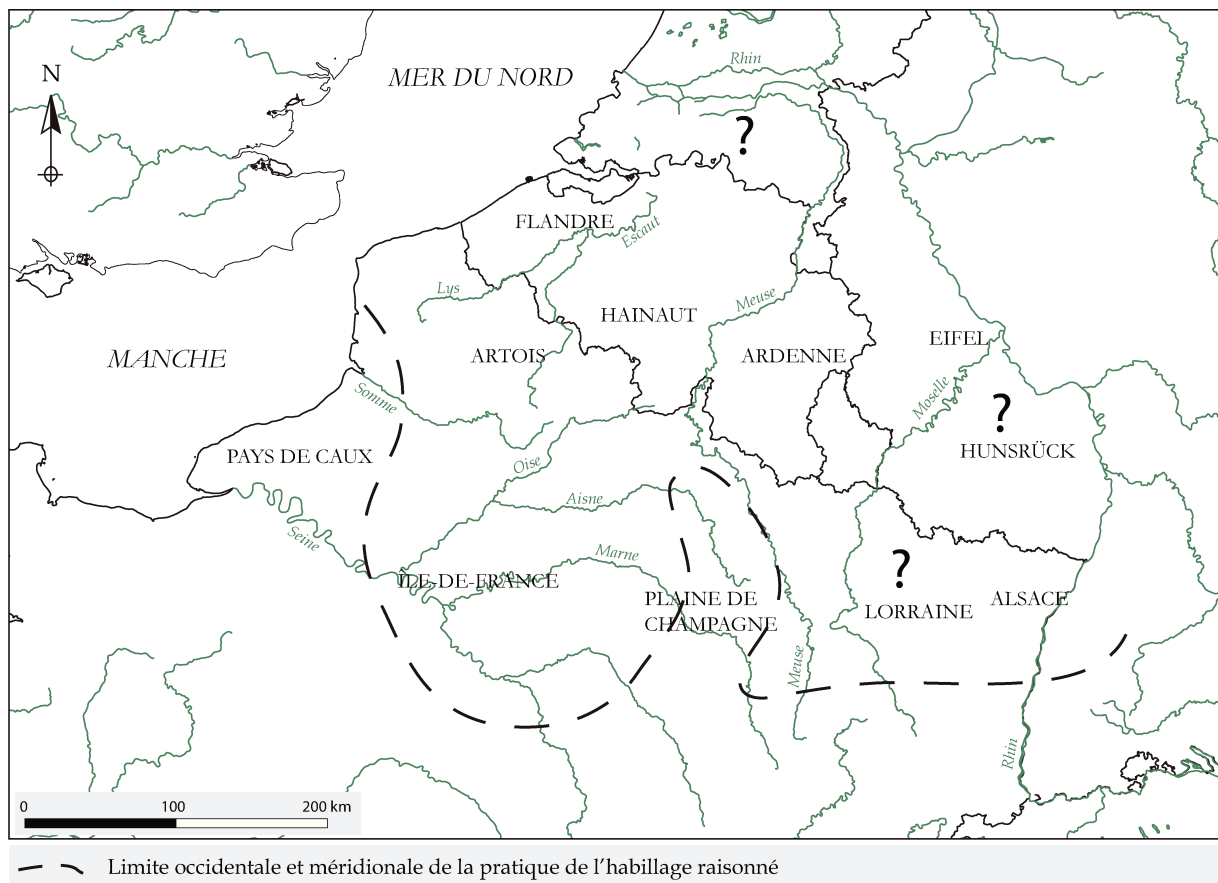 Rhin
MER DU NORD
N
?
FLANDRE
Escaut
Lys
Meuse
HAINAUT
EIFEL
MANCHE
ARTOIS
ARDENNE
Somme
Moselle
?
PAYS DE CAUX
HUNSRÜCK
Oise
Aisne
Seine
Marne
?
ÎLE-DE-FRANCE
PLAINE DE
CHAMPAGNE
LORRAINE
ALSACE
Meuse
Rhin
0 100 200 km
Limite occidentale et méridionale de la pratique de l'habillage raisonné